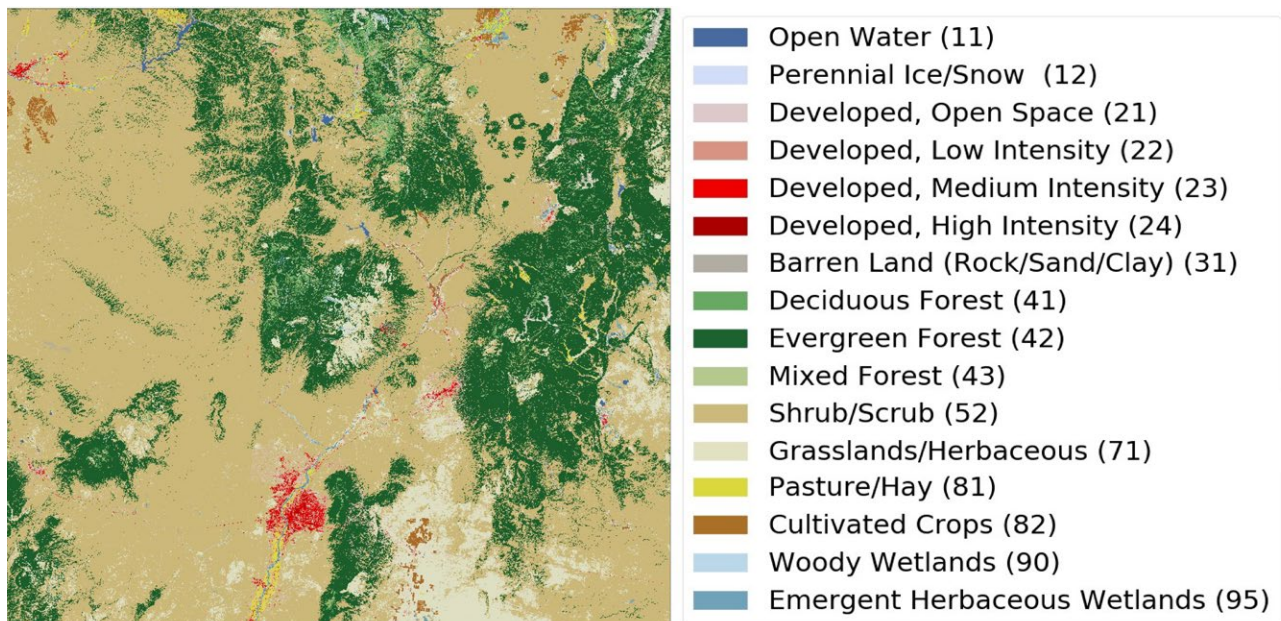 Open Water (11)
Perennial Ice/Snow (12)
Developed, Open Space (21)
Developed, Low Intensity (22)
Developed, Medium Intensity (23)
Developed, High Intensity (24)
Barren Land (Rock/Sand/Clay) (31)
Deciduous Forest (41)
Evergreen Forest (42)
Mixed Forest (43)
Shrub/Scrub (52)
Grasslands/Herbaceous (71)
Pasture/Hay (81)
Cultivated Crops (82)
Woody Wetlands (90)
Emergent Herbaceous Wetlands (95)